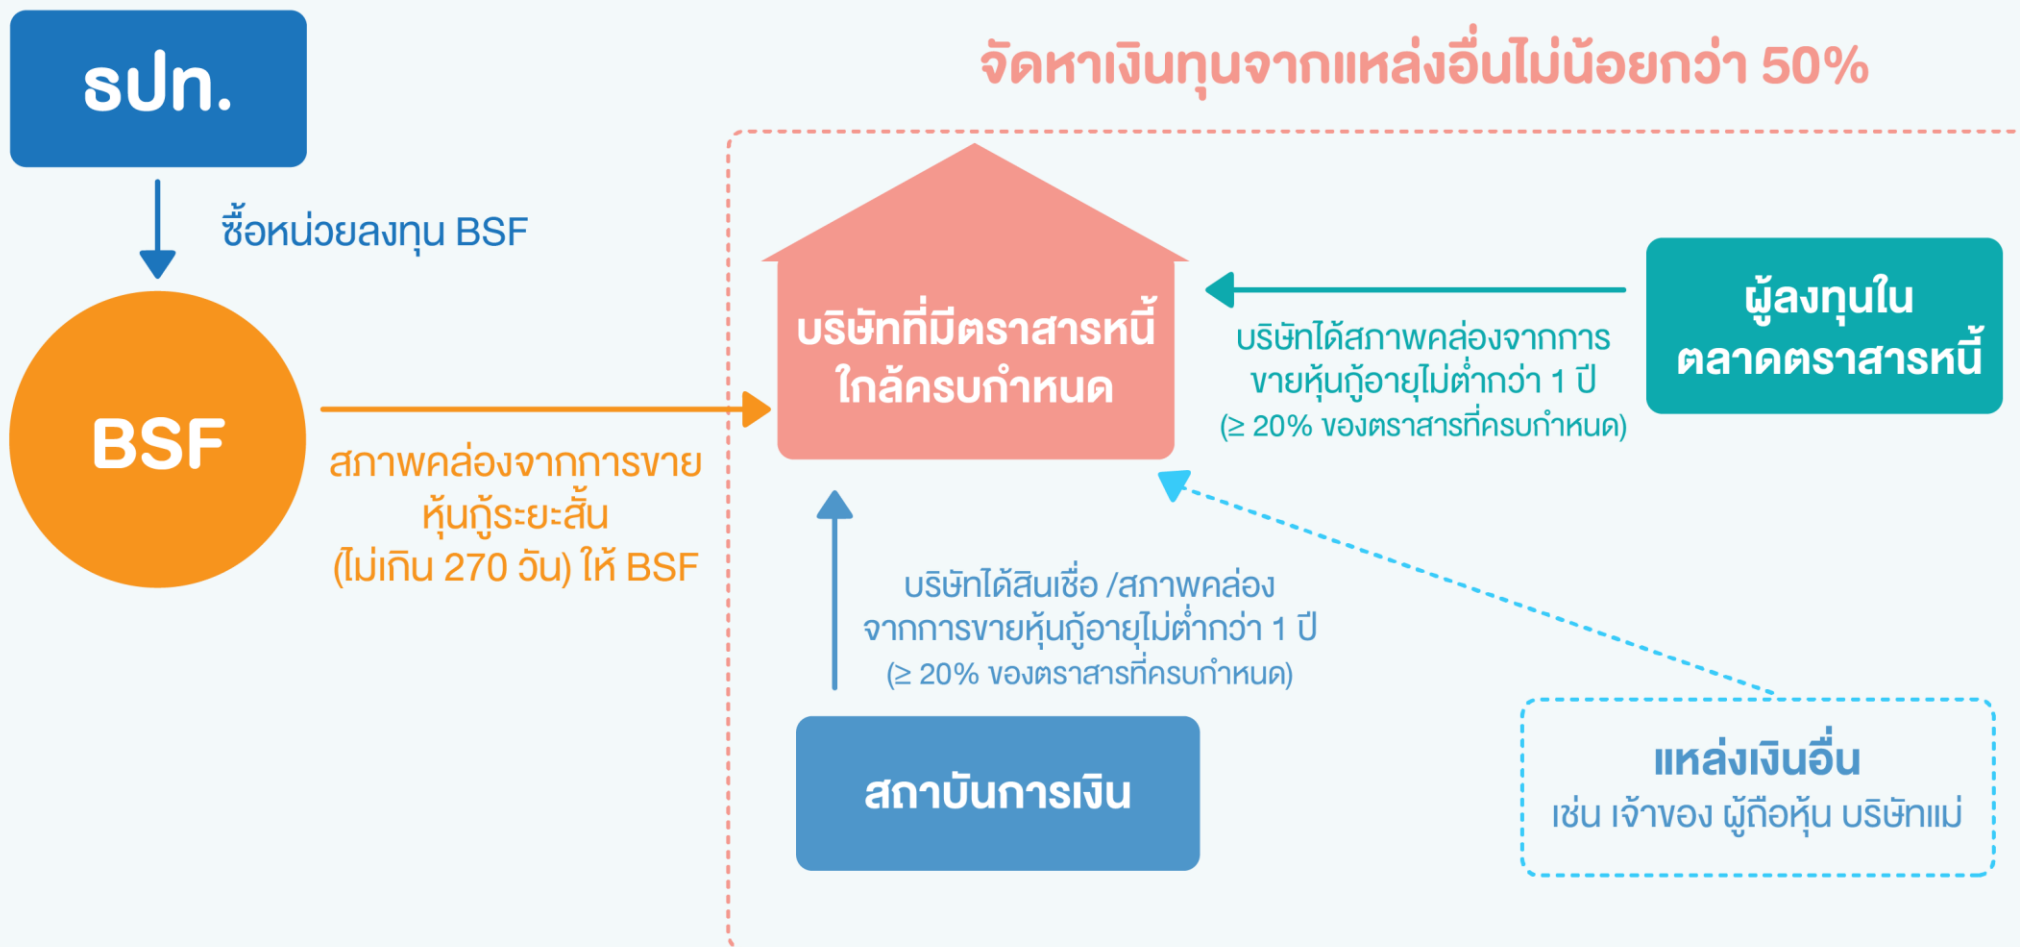 ธปท.
ซื้อหน่วยลงทุน BSF
BSF
สภาพคล่องจากการขาย
หุ้นกู้ระยะสั้น
(ไม่เกิน 270 วัน) ให้ BSF
จัดหาเงินทุนจากแหล่งอื่นไม่น้อยกว่า 50%
บริษัทที่มีตราสารหนี้
ใกล้ครบกำหนด
บริษัทได้สภาพคล่องจากการ
ขายหุ้นกู้อายุไม่ต่ำกว่า 1 ปี
(≥ 20% ของตราสารที่ครบกำหนด)
ผู้ลงทุนใน
ตลาดตราสารหนี้
บริษัทได้สินเชื่อ /สภาพคล่อง
จากการขายหุ้นกู้อายุไม่ต่ำกว่า 1 ปี
(≥ 20% ของตราสารที่ครบกำหนด)
สถาบันการเงิน
แหล่งเงินอื่น
เช่น เจ้าของ ผู้ถือหุ้น บริษัทแม่